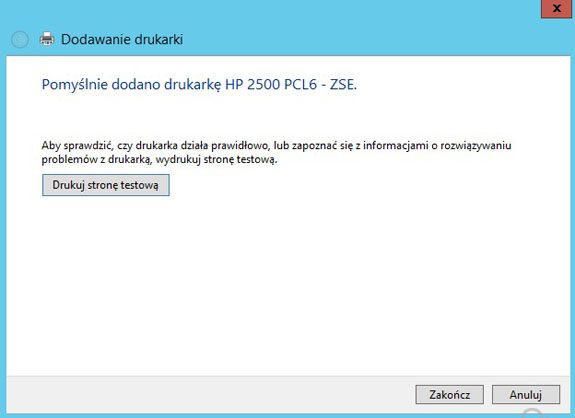 x
Dodawanie drukarki
Pomyślnie dodano drukarkę HP 2500 PCL6 - ZSE.
Aby sprawdzić, czy drukarka działa prawidłowo, lub zapoznać się z informacjami o rozwiązywaniu
problemów z drukarką, wydrukuj stronę testową.
Drukuj stronę testową
Zakończ Anuluj